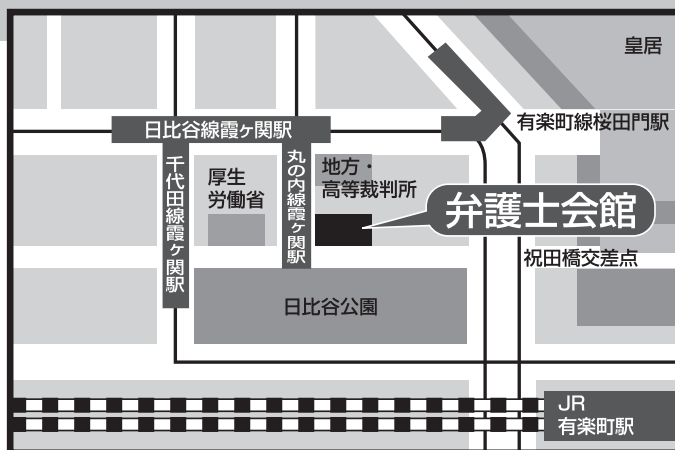 皇居
有楽町線桜田門駅
日比谷線霞ヶ関駅
千代田線霞ヶ関駅
厚生
労働省
丸の内線霞ヶ関駅
地方・
高等裁判所
弁護士会館
祝田橋交差点
日比谷公園
JR
有楽町駅